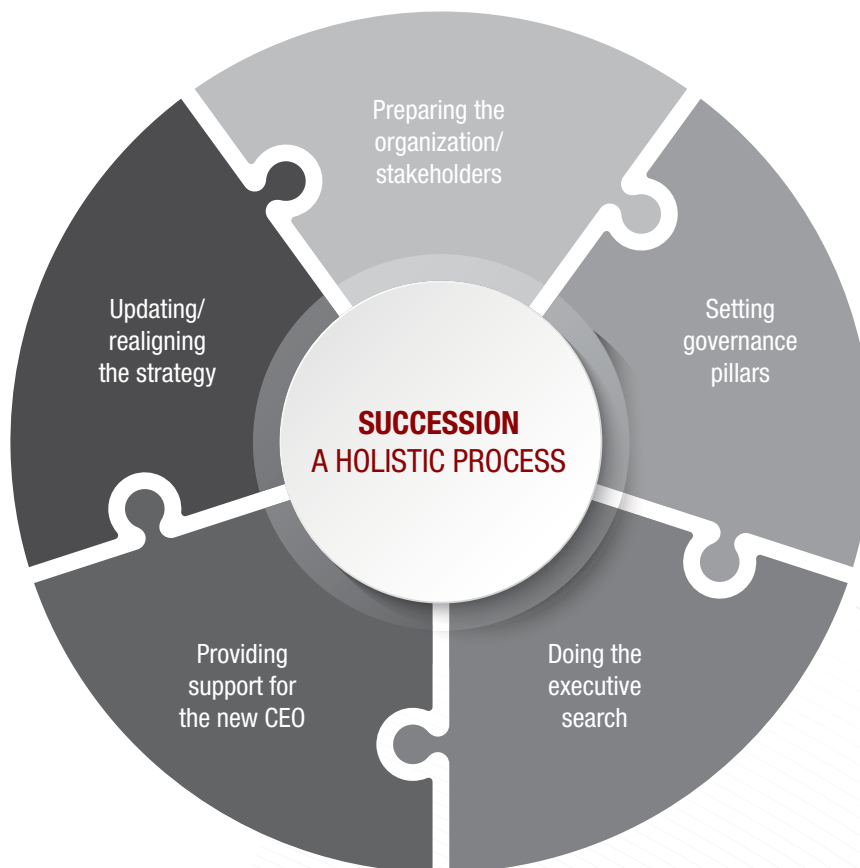 Preparing the
organization/
stakeholders
Setting
governance
pillars
Doing the
executive
search
Providing
support for
the new CEO
Updating/
realigning
the strategy
SUCCESSION
A HOLISTIC PROCESS